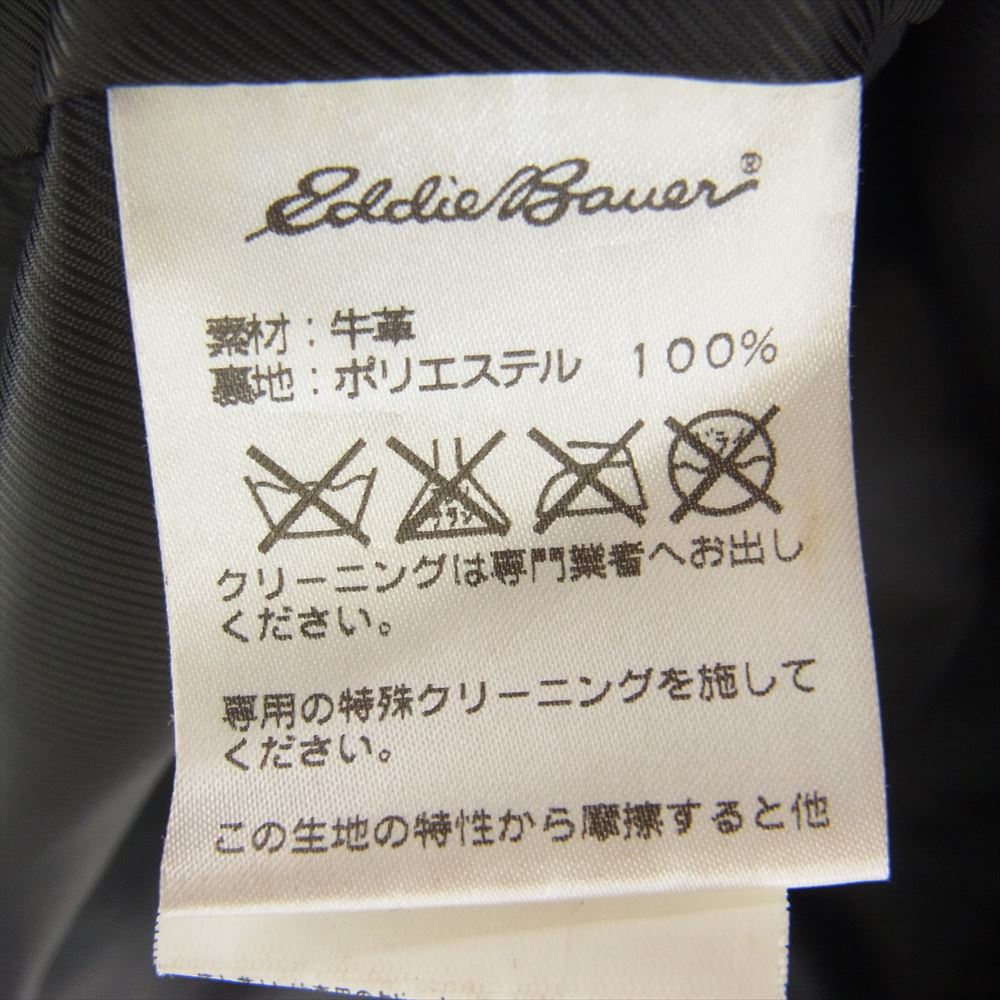 Eddie Bauer®
素材：牛革
裏地：ポリエステル 100%
クリーニングは専門業者へお出し
ください。
専用の特殊クリーニングを施して
ください。
この生地の特性から摩擦すると他